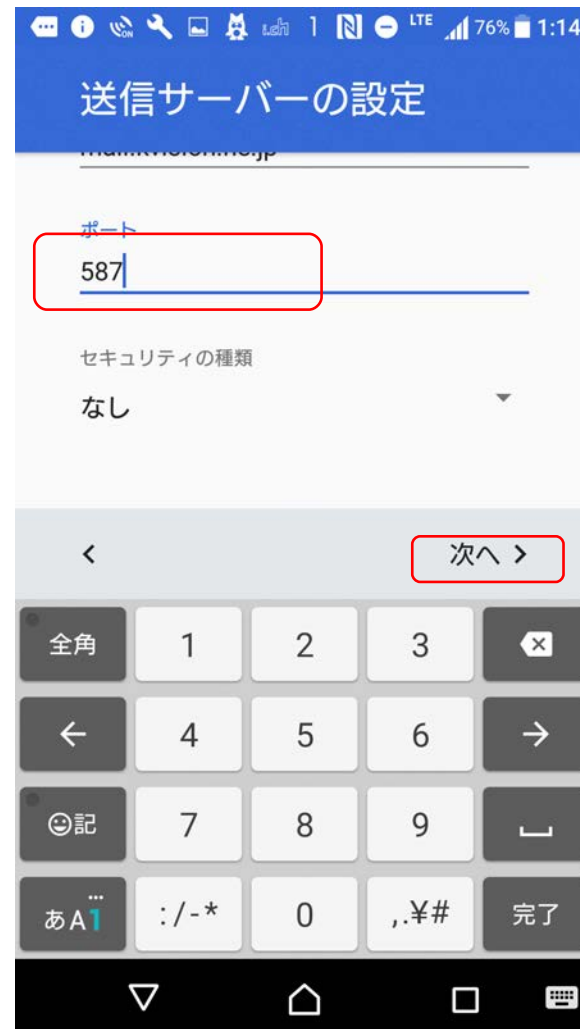 LTE 76% 1:14
送信サーバーの設定
ポート
587
セキュリティの種類
なし
次へ
全角 1 2 3
4 5 6
記 7 8 9
あA1 :/-* 0 ,.¥# 完了